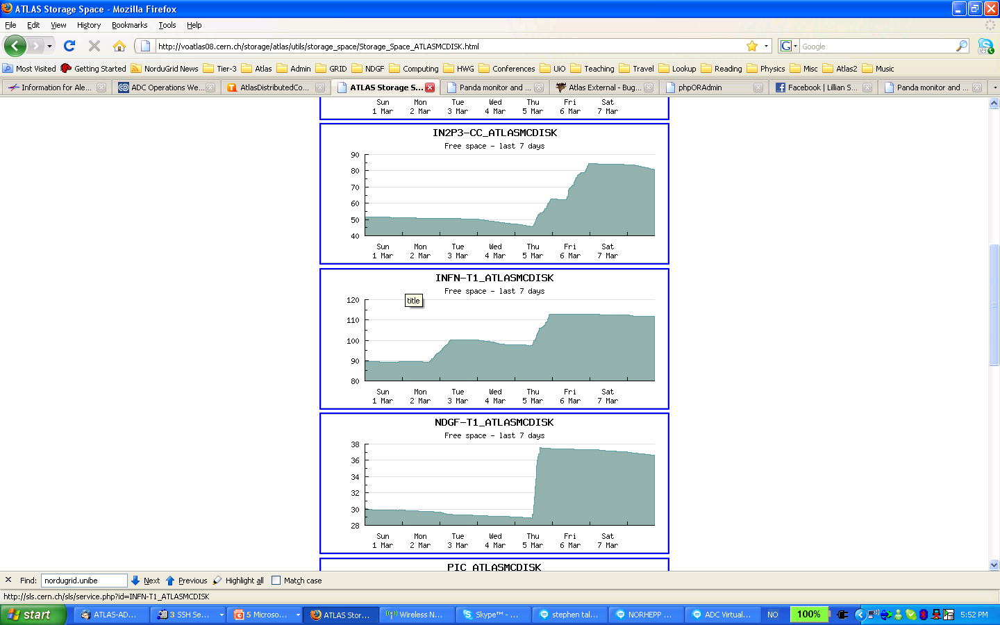 ATLAS Storage Space - Mozilla Firefox
File Edit View History Bookmarks Tools Help
http://voatlas08.cern.ch/storage/atlas/utils/storage_space/Storage_Space_ATLASMCDISK.html
G Google
Most Visited Getting Started NorduGrid News Tier-3 Atlas Admin GRID NDGF Computing HWG Conferences UiO Teaching Travel Lookup Reading Physics Misc Atlas2 Music
Information for Ale... ADC Operations We... AtlasDistributedCo... ATLAS Storage S... Panda monitor and ... Atlas External - Bug... phpORAdmin Facebook | Lillian S... Panda monitor and ...
Sun Mon Tue Wed Thu Fri Sat
1 Mar 2 Mar 3 Mar 4 Mar 5 Mar 6 Mar 7 Mar
IN2P3-CC_ATLASMCDISK
Free space - last 7 days
90
80
70
60
50
40
Sun Mon Tue Wed Thu Fri Sat
1 Mar 2 Mar 3 Mar 4 Mar 5 Mar 6 Mar 7 Mar
INFN-T1_ATLASMCDISK
Free space - last 7 days
title
120
110
100
90
80
Sun Mon Tue Wed Thu Fri Sat
1 Mar 2 Mar 3 Mar 4 Mar 5 Mar 6 Mar 7 Mar
NDGF-T1_ATLASMCDISK
Free space - last 7 days
38
36
34
32
30
28
Sun Mon Tue Wed Thu Fri Sat
1 Mar 2 Mar 3 Mar 4 Mar 5 Mar 6 Mar 7 Mar
PIC_ATLASMCDISK
Find: nordugrid.unibe Next Previous Highlight all Match case
http://sls.cern.ch/sls/service.php?id=INFN-T1_ATLASMCDISK
start ATLAS-AD... 3 SSH Se... 5 Microso... ATLAS Stor... Wireless N... Skype™ - ... stephen tal... NORHEPP ... ADC Virtual... NO 100% 5:52 PM